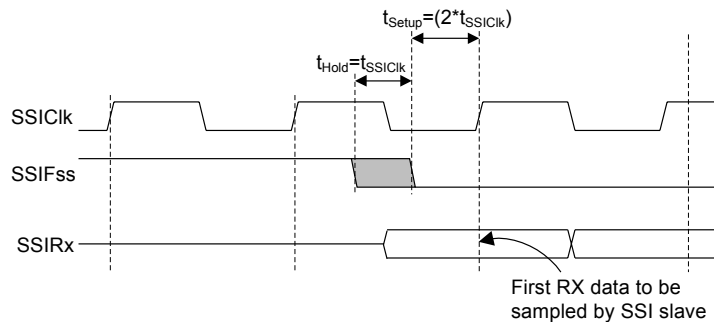 tSetup=(2*tSSIClk)
tHold=tSSIClk
SSIClk
SSIFss
SSIRx
First RX data to be
sampled by SSI slave